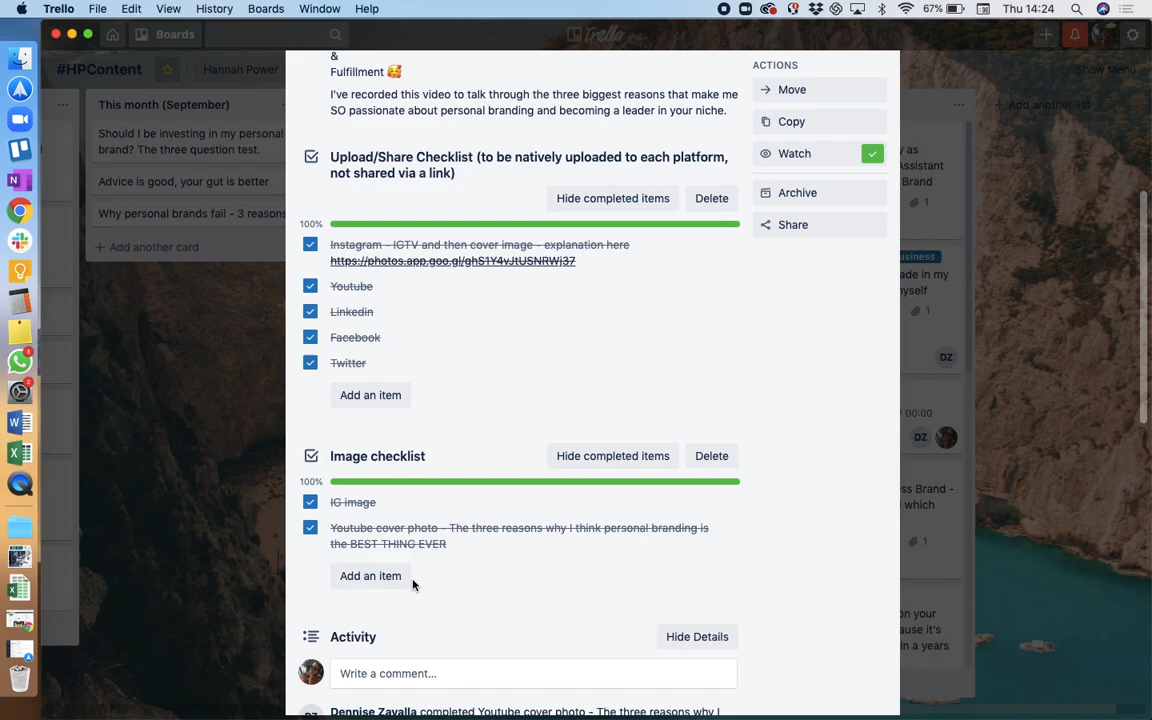 Trello File Edit View History Boards Window Help 67% Thu 14:24
Boards
Trello
#HPContent Hannah Power Show Menu
This month (September)
Should I be investing in my personal
brand? The three question test.
Advice is good, your gut is better
Why personal brands fail - 3 reasons
+ Add another card
&
Fulfillment 🥰
I've recorded this video to talk through the three biggest reasons that make me
SO passionate about personal branding and becoming a leader in your niche.
Upload/Share Checklist (to be natively uploaded to each platform,
not shared via a link)
Hide completed items Delete
100%
Instagram - IGTV and then cover image - explanation here
https://photos.app.goo.gl/ghS1Y4vJtUSNRWj37
Youtube
Linkedin
Facebook
Twitter
Add an item
Image checklist Hide completed items Delete
100%
IG image
Youtube cover photo - The three reasons why I think personal branding is
the BEST THING EVER
Add an item
Activity Hide Details
Write a comment...
Dennise Zavalla completed Youtube cover photo - The three reasons why I
ACTIONS
Move
Copy
Watch
Archive
Share
+ Add another list
y as
Assistant
Brand
1
usiness
ade in my
yself
1
DZ
00:00
DZ
ss Brand -
d which
1
on your
ause it's
in a years